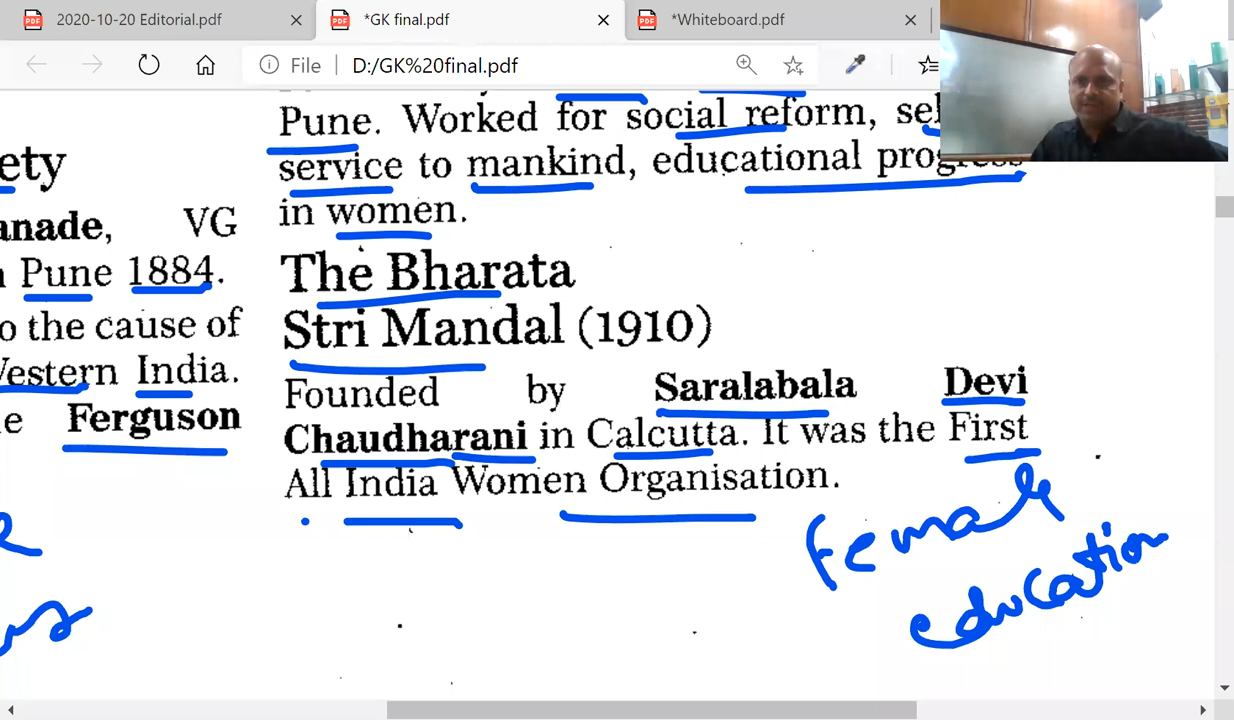 2020-10-20 Editorial.pdf
*GK final.pdf
*Whiteboard.pdf
File
D:/GK%20final.pdf
ety
anade, VG
Pune 1884.
o the cause of
Western India.
e Ferguson
Pune. Worked for social reform,
service to mankind, educational progress
in women.
The Bharata
Stri Mandal (1910)
Founded by Saralabala Devi
Chaudharani in Calcutta. It was the First
All India Women Organisation.
Female
education